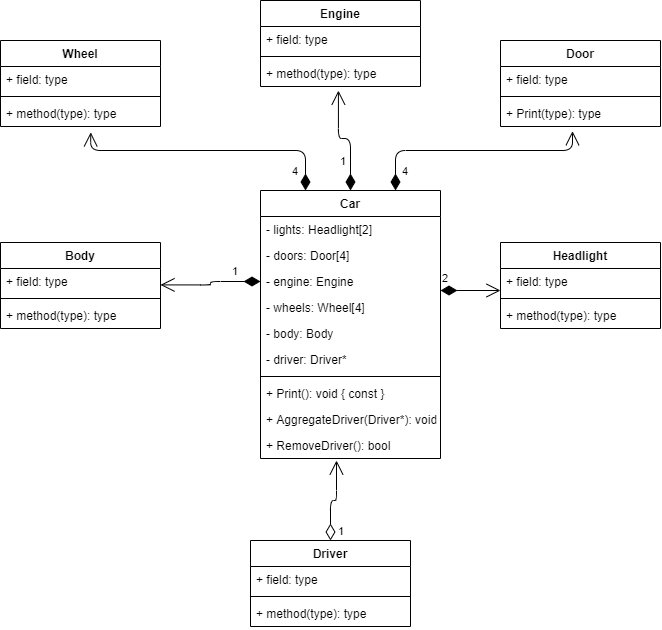 Engine
+ field: type
+ method(type): type
Wheel
+ field: type
+ method(type): type
Door
+ field: type
+ Print(type): type
4
1
4
Car
- lights: Headlight[2]
- doors: Door[4]
- engine: Engine
- wheels: Wheel[4]
- body: Body
- driver: Driver*
+ Print(): void { const }
+ AggregateDriver(Driver*): void
+ RemoveDriver(): bool
Body
+ field: type
+ method(type): type
1
2
Headlight
+ field: type
+ method(type): type
1
Driver
+ field: type
+ method(type): type